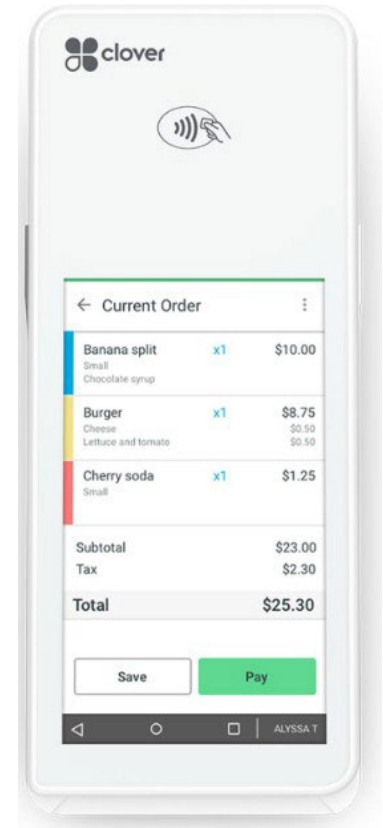 clover
← Current Order
Banana split x1 $10.00
Small
Chocolate syrup
Burger x1 $8.75
Cheese $0.50
Lettuce and tomato $0.50
Cherry soda x1 $1.25
Small
Subtotal $23.00
Tax $2.30
Total $25.30
Save Pay
ALYSSA T